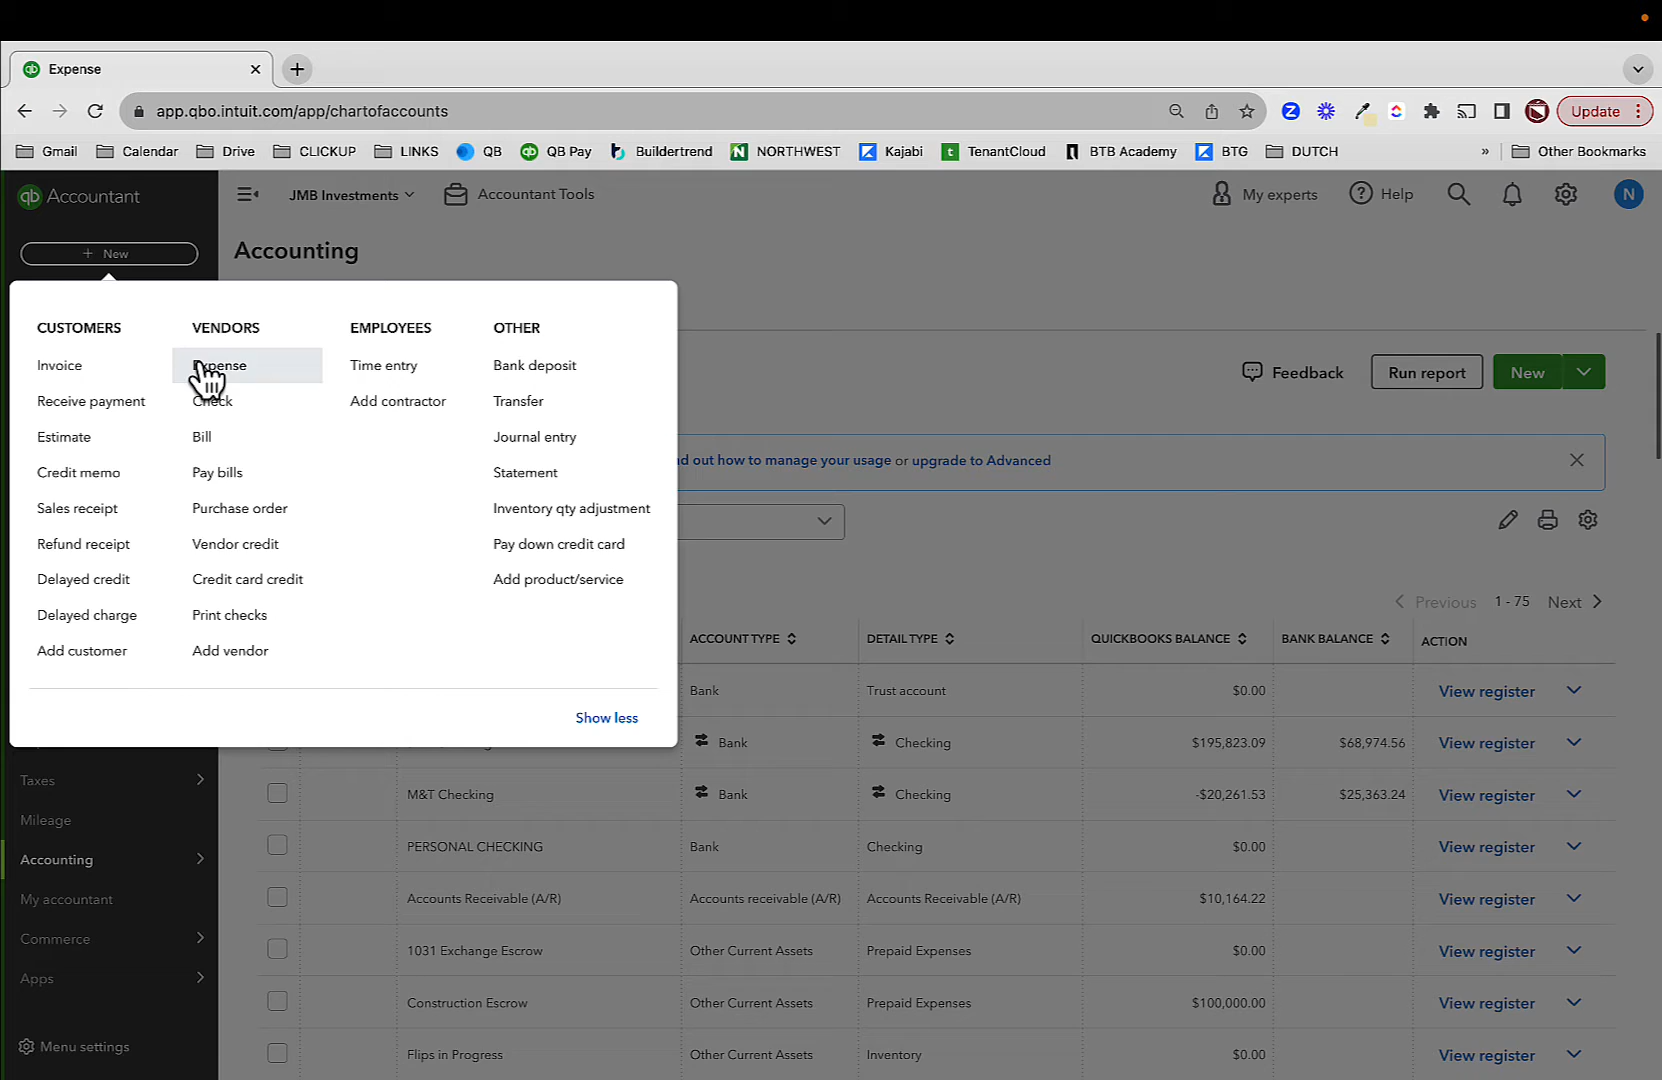 Expense
app.qbo.intuit.com/app/chartofaccounts
Update
Gmail Calendar Drive CLICKUP LINKS QB QB Pay Buildertrend NORTHWEST Kajabi TenantCloud BTB Academy BTG DUTCH » Other Bookmarks
qb Accountant
JMB Investments
Accountant Tools
My experts
Help
N
+ New
Accounting
CUSTOMERS
Invoice
Receive payment
Estimate
Credit memo
Sales receipt
Refund receipt
Delayed credit
Delayed charge
Add customer
VENDORS
Expense
Check
Bill
Pay bills
Purchase order
Vendor credit
Credit card credit
Print checks
Add vendor
EMPLOYEES
Time entry
Add contractor
OTHER
Bank deposit
Transfer
Journal entry
Statement
Inventory qty adjustment
Pay down credit card
Add product/service
Show less
Feedback
Run report
New
out how to manage your usage or upgrade to Advanced
Previous 1 - 75 Next
ACCOUNT TYPE DETAIL TYPE QUICKBOOKS BALANCE BANK BALANCE ACTION
Bank Trust account $0.00 View register
Bank Checking $195,823.09 $68,974.56 View register
M&T Checking Bank Checking -$20,261.53 $25,363.24 View register
PERSONAL CHECKING Bank Checking $0.00 View register
Accounts Receivable (A/R) Accounts receivable (A/R) Accounts Receivable (A/R) $10,164.22 View register
1031 Exchange Escrow Other Current Assets Prepaid Expenses $0.00 View register
Construction Escrow Other Current Assets Prepaid Expenses $100,000.00 View register
Flips in Progress Other Current Assets Inventory $0.00 View register
Taxes
Mileage
Accounting
My accountant
Commerce
Apps
Menu settings